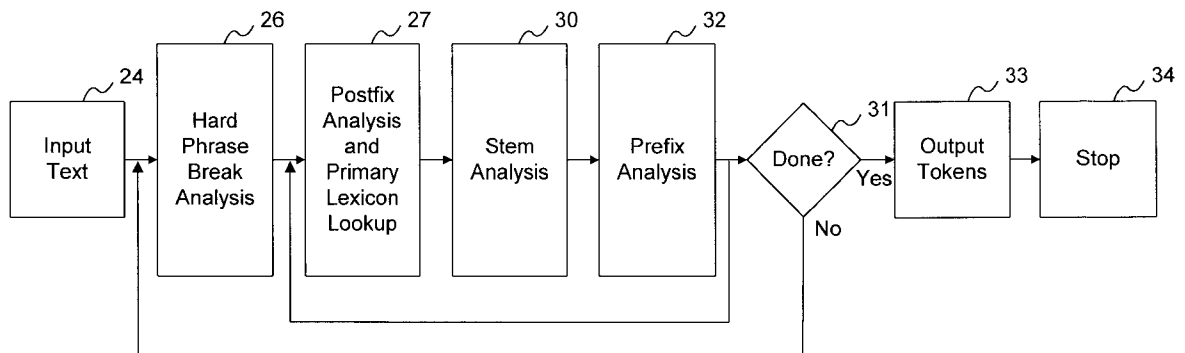 24
Input
Text
26
Hard
Phrase
Break
Analysis
27
Postfix
Analysis
and
Primary
Lexicon
Lookup
30
Stem
Analysis
32
Prefix
Analysis
31
Done?
Yes
No
33
Output
Tokens
34
Stop